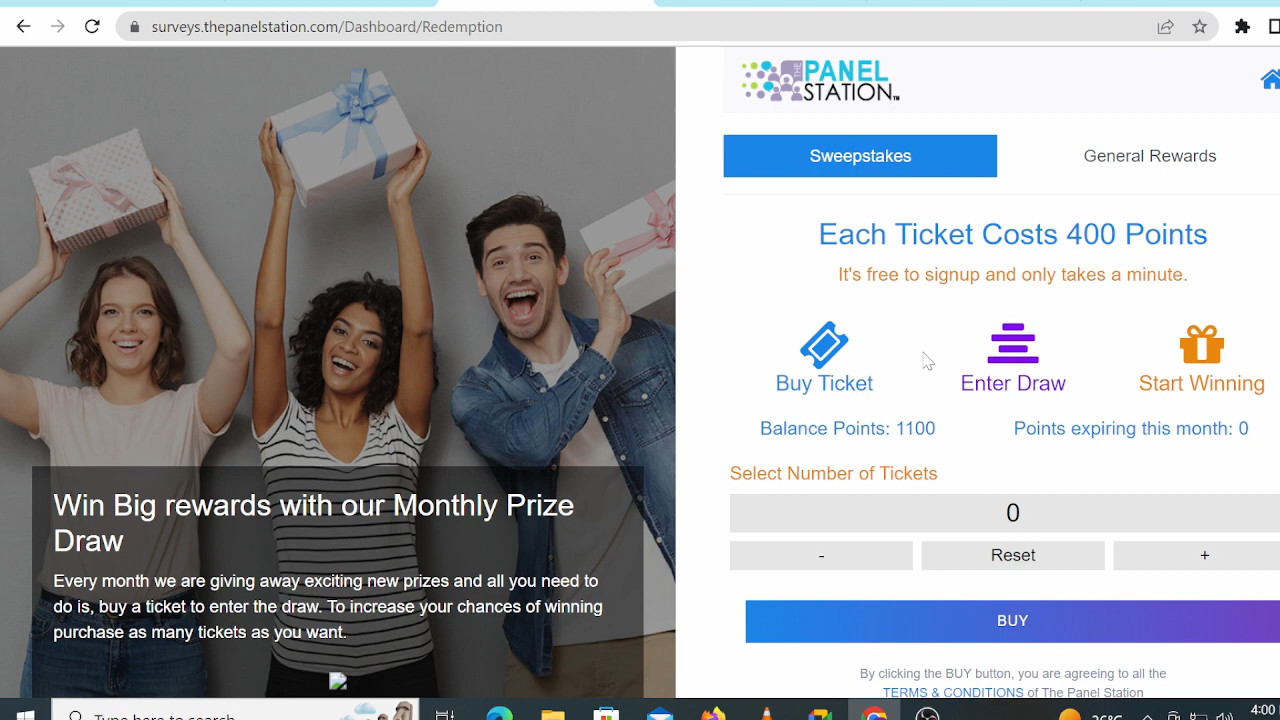 surveys.thepanelstation.com/Dashboard/Redemption
THE PANEL
STATION™
Sweepstakes
General Rewards
Each Ticket Costs 400 Points
It's free to signup and only takes a minute.
Buy Ticket
Enter Draw
Start Winning
Balance Points: 1100
Points expiring this month: 0
Select Number of Tickets
0
-
Reset
+
BUY
By clicking the BUY button, you are agreeing to all the
TERMS & CONDITIONS of The Panel Station
Win Big rewards with our Monthly Prize
Draw
Every month we are giving away exciting new prizes and all you need to
do is, buy a ticket to enter the draw. To increase your chances of winning
purchase as many tickets as you want.
Type here to search
26°C
4:00